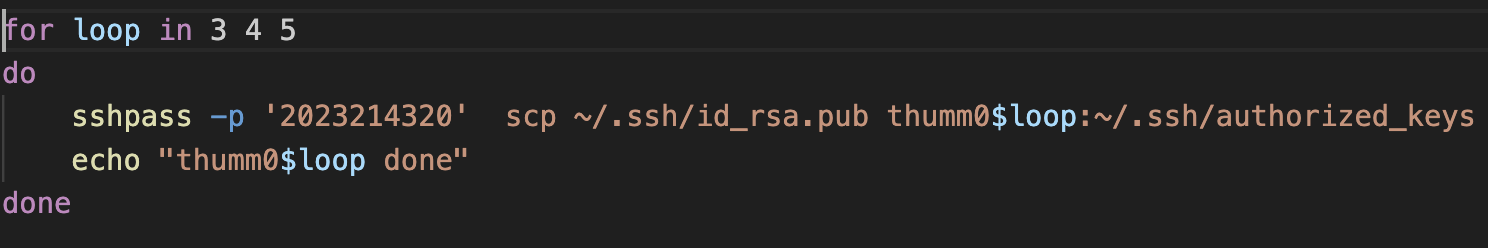 for loop in 3 4 5
do
    sshpass -p '2023214320'  scp ~/.ssh/id_rsa.pub thumm0$loop:~/.ssh/authorized_keys
    echo "thumm0$loop done"
done